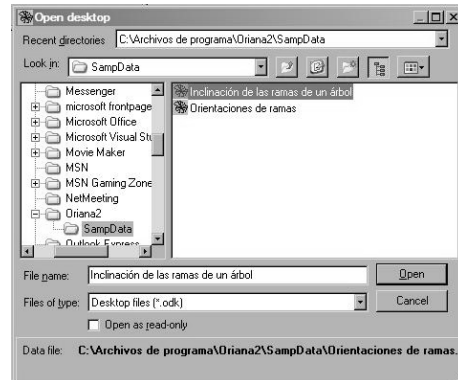 Open desktop
Recent directories C:\Archivos de programa\Oriana2\SampData
Look in: SampData
Messenger
microsoft frontpage
Microsoft Office
Microsoft Visual Stu
Movie Maker
MSN
MSN Gaming Zone
NetMeeting
Oriana2
SampData
Outlook Express
Inclinación de las ramas de un árbol
Orientaciones de ramas
File name: Inclinación de las ramas de un árbol Open
Files of type: Desktop files (*.odk) Cancel
Open as read-only
Data file: C:\Archivos de programa\Oriana2\SampData\Orientaciones de ramas.